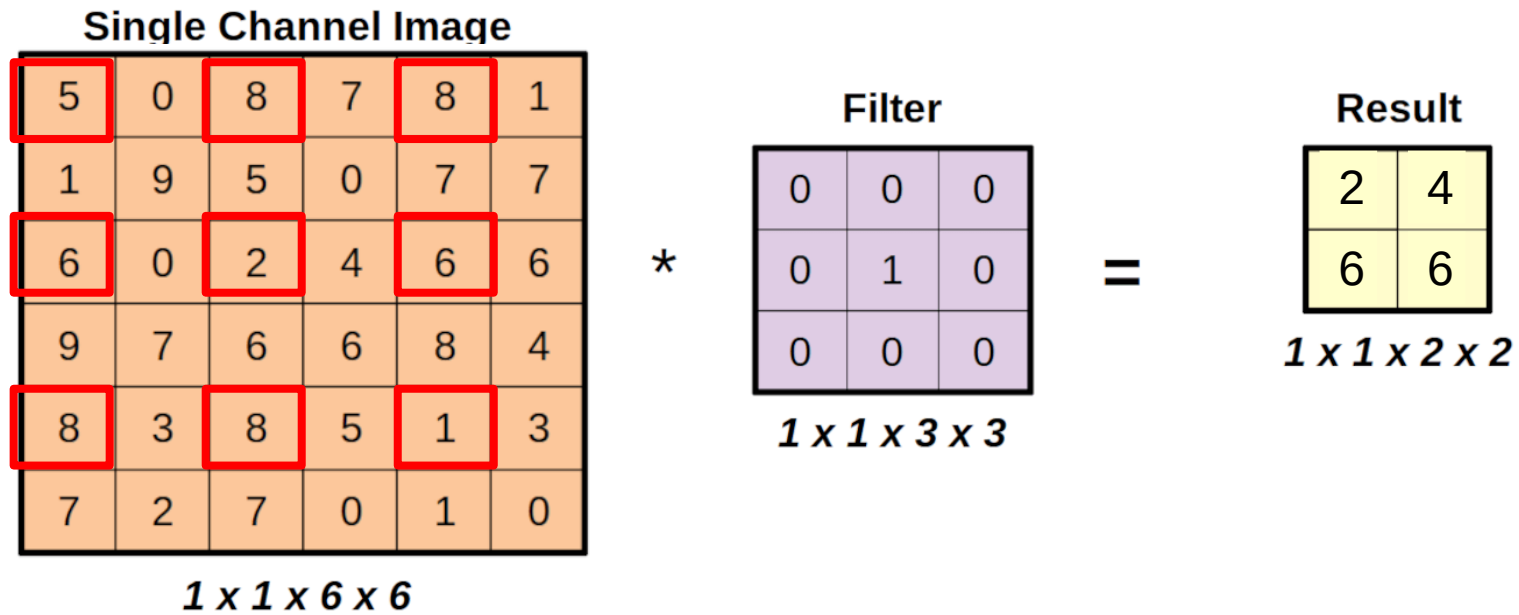 Single Channel Image
5 0 8 7 8 1
1 9 5 0 7 7
6 0 2 4 6 6
9 7 6 6 8 4
8 3 8 5 1 3
7 2 7 0 1 0
1 x 1 x 6 x 6
*
Filter
0 0 0
0 1 0
0 0 0
1 x 1 x 3 x 3
=
Result
2 4
6 6
1 x 1 x 2 x 2